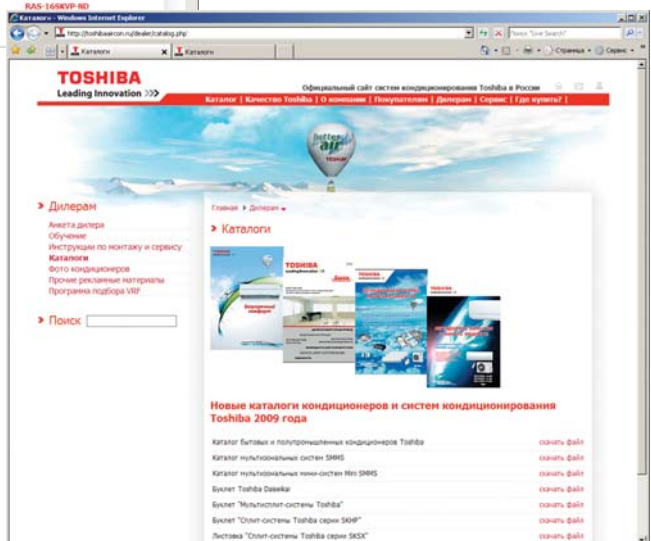 RAS-16SKVP-ND
Каталоги - Windows Internet Explorer
http://toshibaaircon.ru/dealer/catalog.php
Каталоги
Каталоги
Страница
Сервис
TOSHIBA
Leading Innovation >>>
Официальный сайт систем кондиционирования Toshiba в России
Каталог | Качество Toshiba | О компании | Покупателям | Дилерам | Сервис | Где купить? |
better air
TOSHIBA
Дилерам
Анкета дилера
Обучение
Инструкции по монтажу и сервису
Каталоги
Фото кондиционеров
Прочие рекламные материалы
Программа подбора VRF
Поиск
Главная
Дилерам
Каталоги
TOSHIBA
Новые каталоги кондиционеров и систем кондиционирования
Toshiba 2009 года
Каталог бытовых и полупромышленных кондиционеров Toshiba скачать файл
Каталог мультизональных систем SMMS скачать файл
Каталог мультизональных мини-систем Mini SMMS скачать файл
Буклет Toshiba Daiseikai скачать файл
Буклет "Мультисплит-системы Toshiba" скачать файл
Буклет "Сплит-системы Toshiba серии SKHP" скачать файл
Листовка "Сплит-системы Toshiba серии SKSX" скачать файл